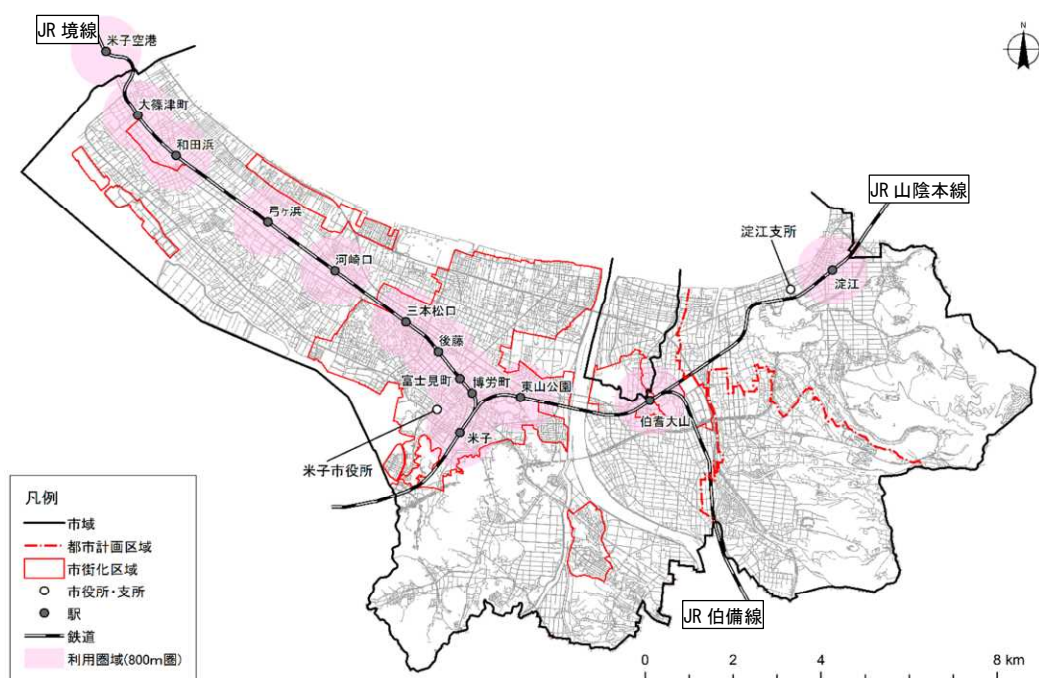 JR 境線
米子空港
N
大篠津町
和田浜
弓ヶ浜
河崎口
三本松口
後藤
富士見町
博労町
東山公園
米子
米子市役所
伯耆大山
JR 山陰本線
淀江支所
淀江
JR 伯備線
凡例
市域
都市計画区域
市街化区域
市役所・支所
駅
鉄道
利用圏域(800m圏)
0 2 4 8 km